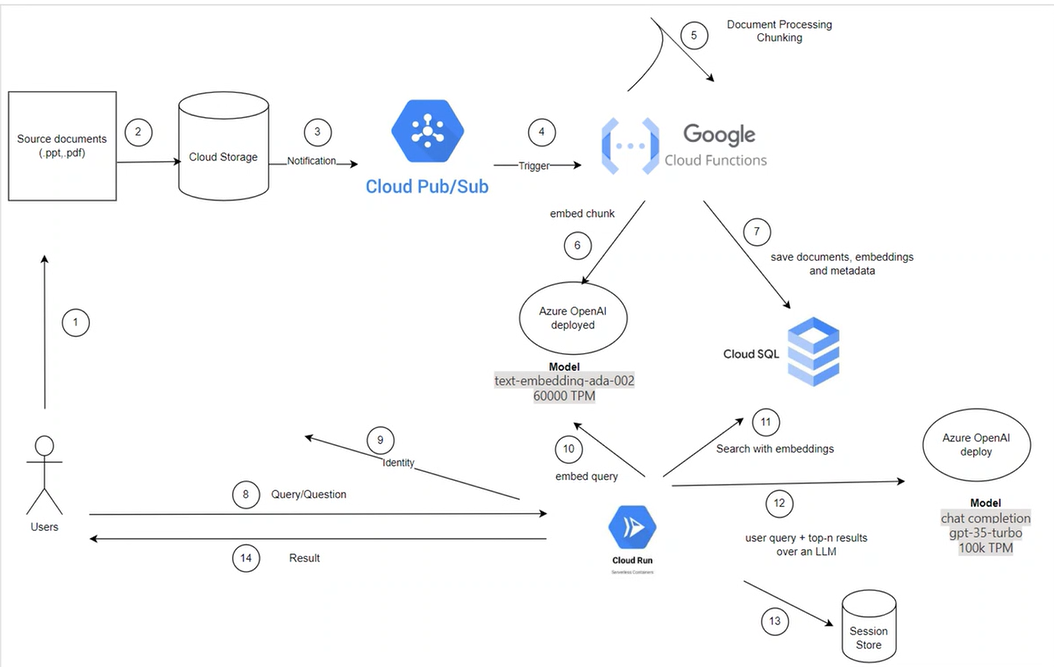 5
Document Processing
Chunking
Source documents
(.ppt,.pdf)
2
Cloud Storage
3
Notification
Cloud Pub/Sub
4
Trigger
Google
Cloud Functions
embed chunk
6
7
save documents, embeddings
and metadata
1
Azure OpenAI
deployed
Model
text-embedding-ada-002
60000 TPM
Cloud SQL
9
Identity
10
embed query
11
Search with embeddings
Azure OpenAI
deploy
Model
chat completion
gpt-35-turbo
100k TPM
Users
8
Query/Question
14
Result
Cloud Run
Serverless Containers
12
user query + top-n results
over an LLM
13
Session
Store